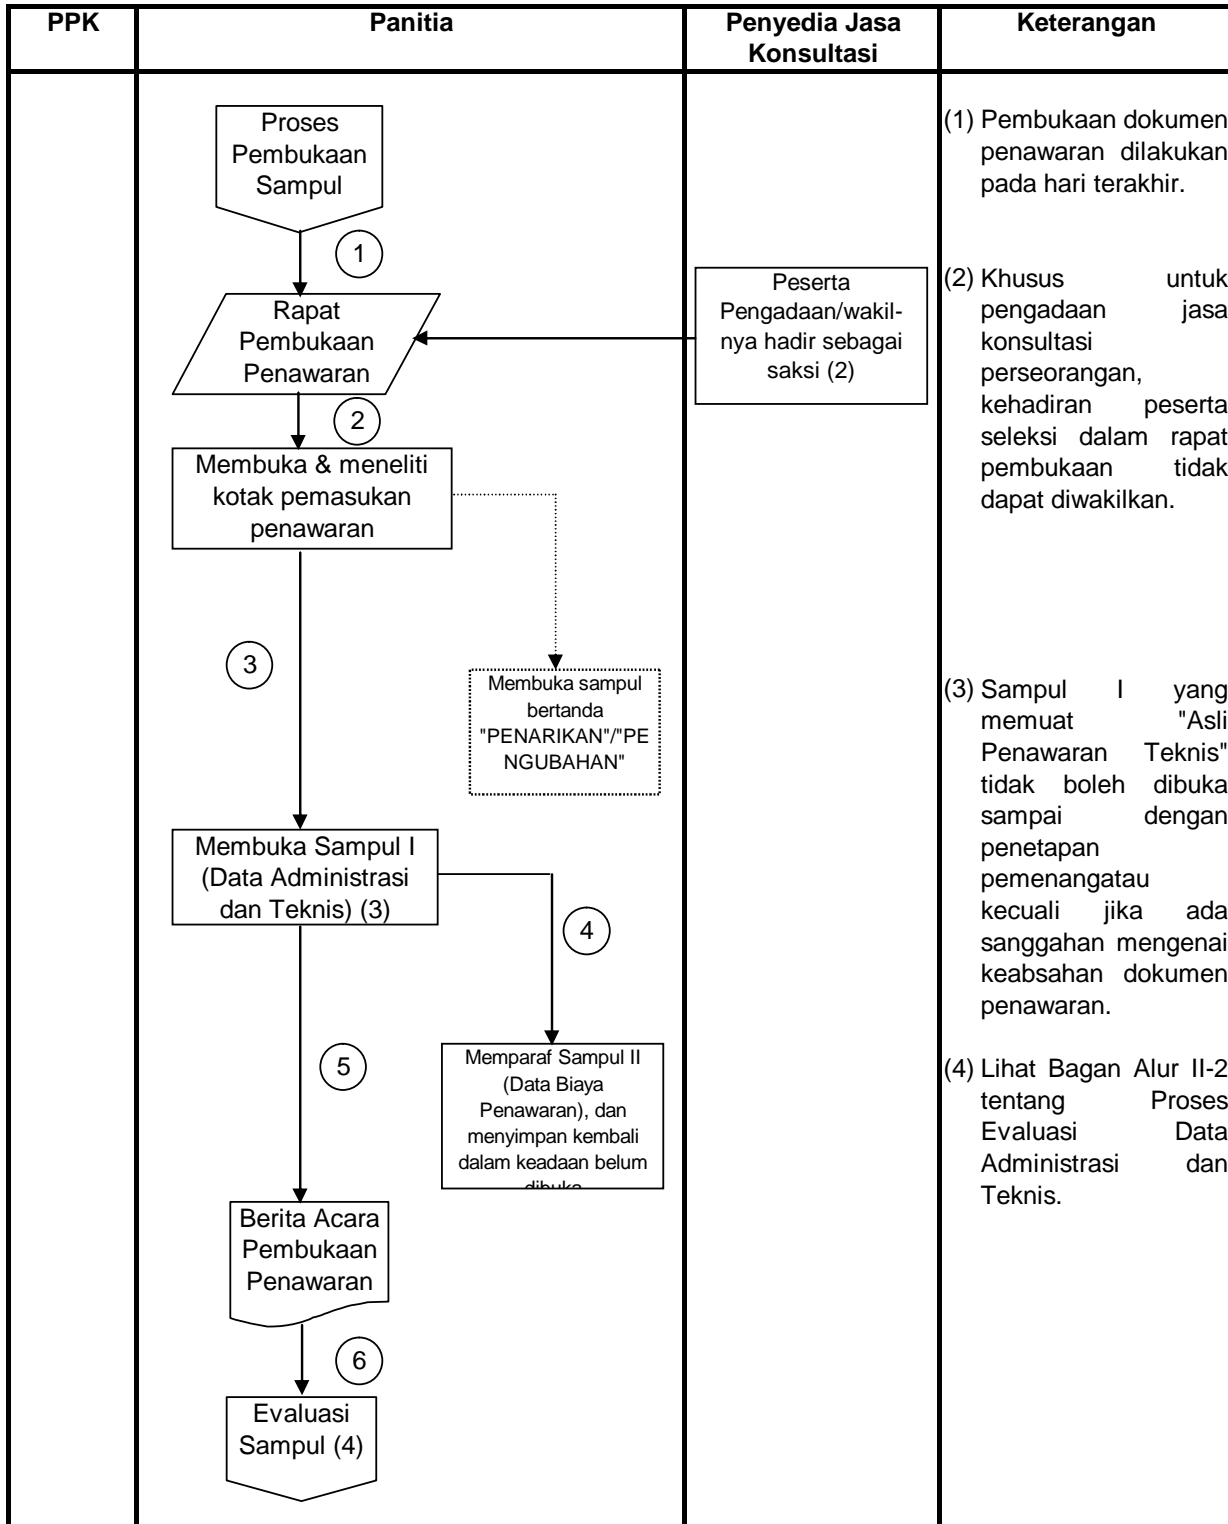 PPK
Panitia
Penyedia Jasa
Konsultasi
Keterangan
Proses
Pembukaan
Sampul
1
Rapat
Pembukaan
Penawaran
Peserta
Pengadaan/wakil-
nya hadir sebagai
saksi (2)
2
Membuka & meneliti
kotak pemasukan
penawaran
3
Membuka sampul
bertanda
"PENARIKAN"/"PE
NGUBAHAN"
Membuka Sampul I
(Data Administrasi
dan Teknis) (3)
4
Memparaf Sampul II
(Data Biaya
Penawaran), dan
menyimpan kembali
dalam keadaan belum
dibuka
5
Berita Acara
Pembukaan
Penawaran
6
Evaluasi
Sampul (4)
(1) Pembukaan dokumen
penawaran dilakukan
pada hari terakhir.
(2) Khusus untuk
pengadaan jasa
konsultasi
perseorangan,
kehadiran peserta
seleksi dalam rapat
pembukaan tidak
dapat diwakilkan.
(3) Sampul I yang
memuat "Asli
Penawaran Teknis"
tidak boleh dibuka
sampai dengan
penetapan
pemenangatau
kecuali jika ada
sanggahan mengenai
keabsahan dokumen
penawaran.
(4) Lihat Bagan Alur II-2
tentang Proses
Evaluasi Data
Administrasi dan
Teknis.